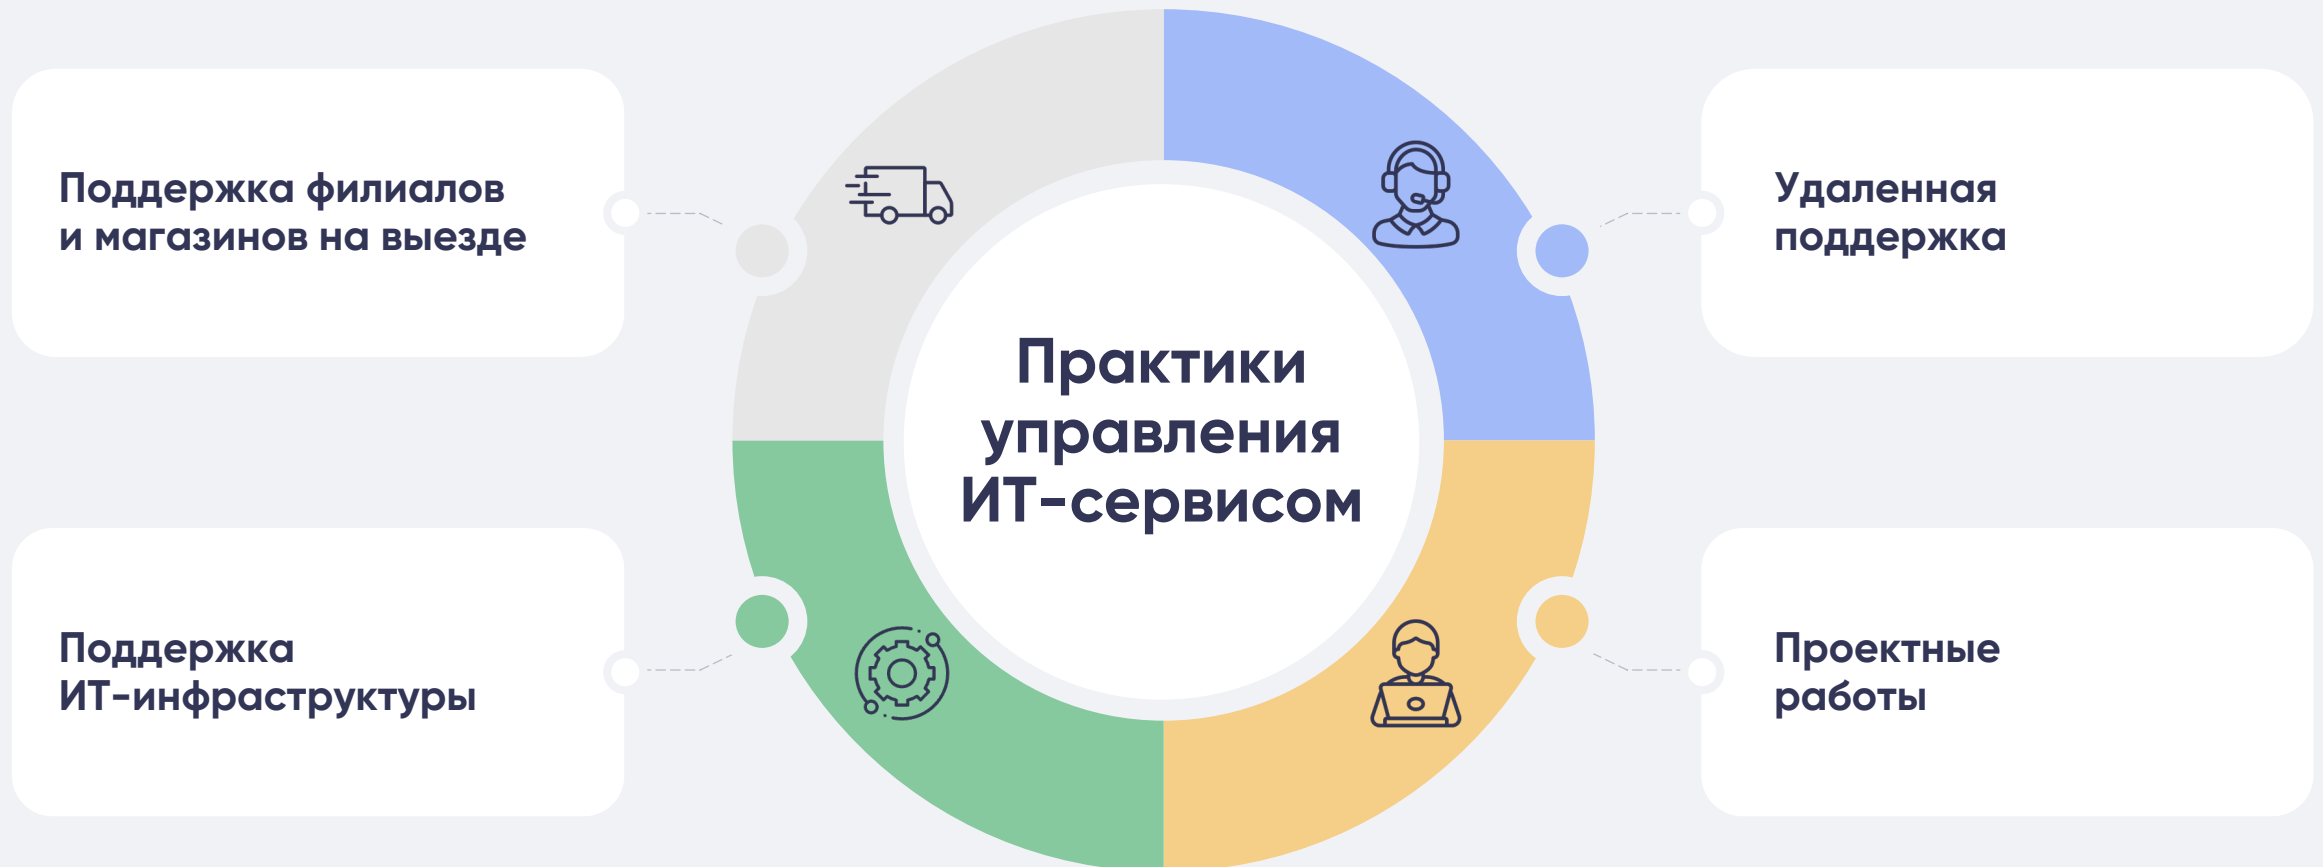 Поддержка филиалов
и магазинов на выезде
Удаленная
поддержка
Практики
управления
ИТ-сервисом
Поддержка
ИТ-инфраструктуры
Проектные
работы